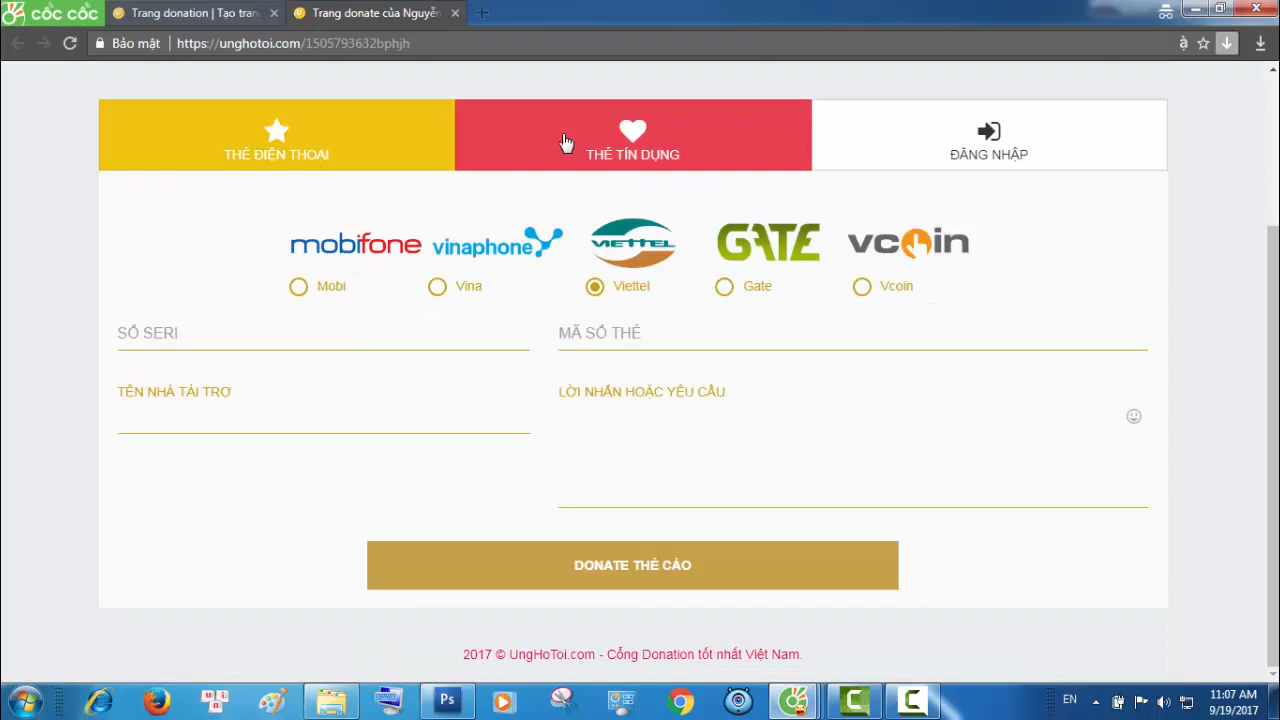 cốc cốc
Trang donation | Tạo tran
Trang donate của Nguyễn
Bảo mật
https://unghotoi.com/1505793632bphjh
à
THẺ ĐIỆN THOẠI
THẺ TÍN DỤNG
ĐĂNG NHẬP
mobifone
vinaphone
VIETTEL
GATE
vcoin
Mobi
Vina
Viettel
Gate
Vcoin
SỐ SERI
MÃ SỐ THẺ
TÊN NHÀ TÀI TRỢ
LỜI NHẮN HOẶC YÊU CẦU
DONATE THẺ CÀO
2017 © UngHoToi.com - Cổng Donation tốt nhất Việt Nam.
Ps
EN
11:07 AM
9/19/2017